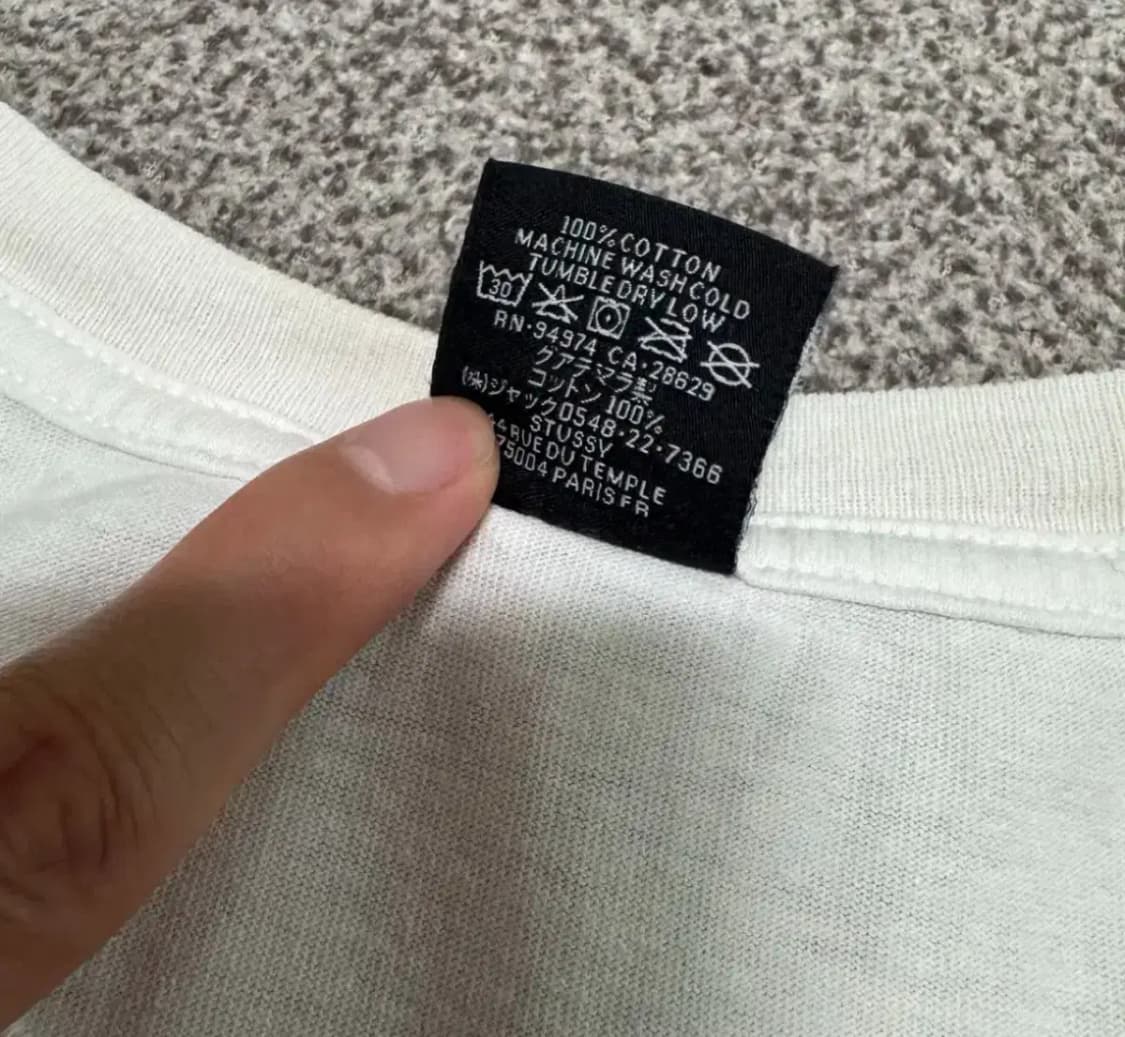 100% COTTON
MACHINE WASH COLD
TUMBLE DRY LOW
30
RN·94974 CA·28629
グアテマラ製
コットン 100%
(株)ジャック0548·22·7366
STUSSY
44 RUE DU TEMPLE
75004 PARIS FR